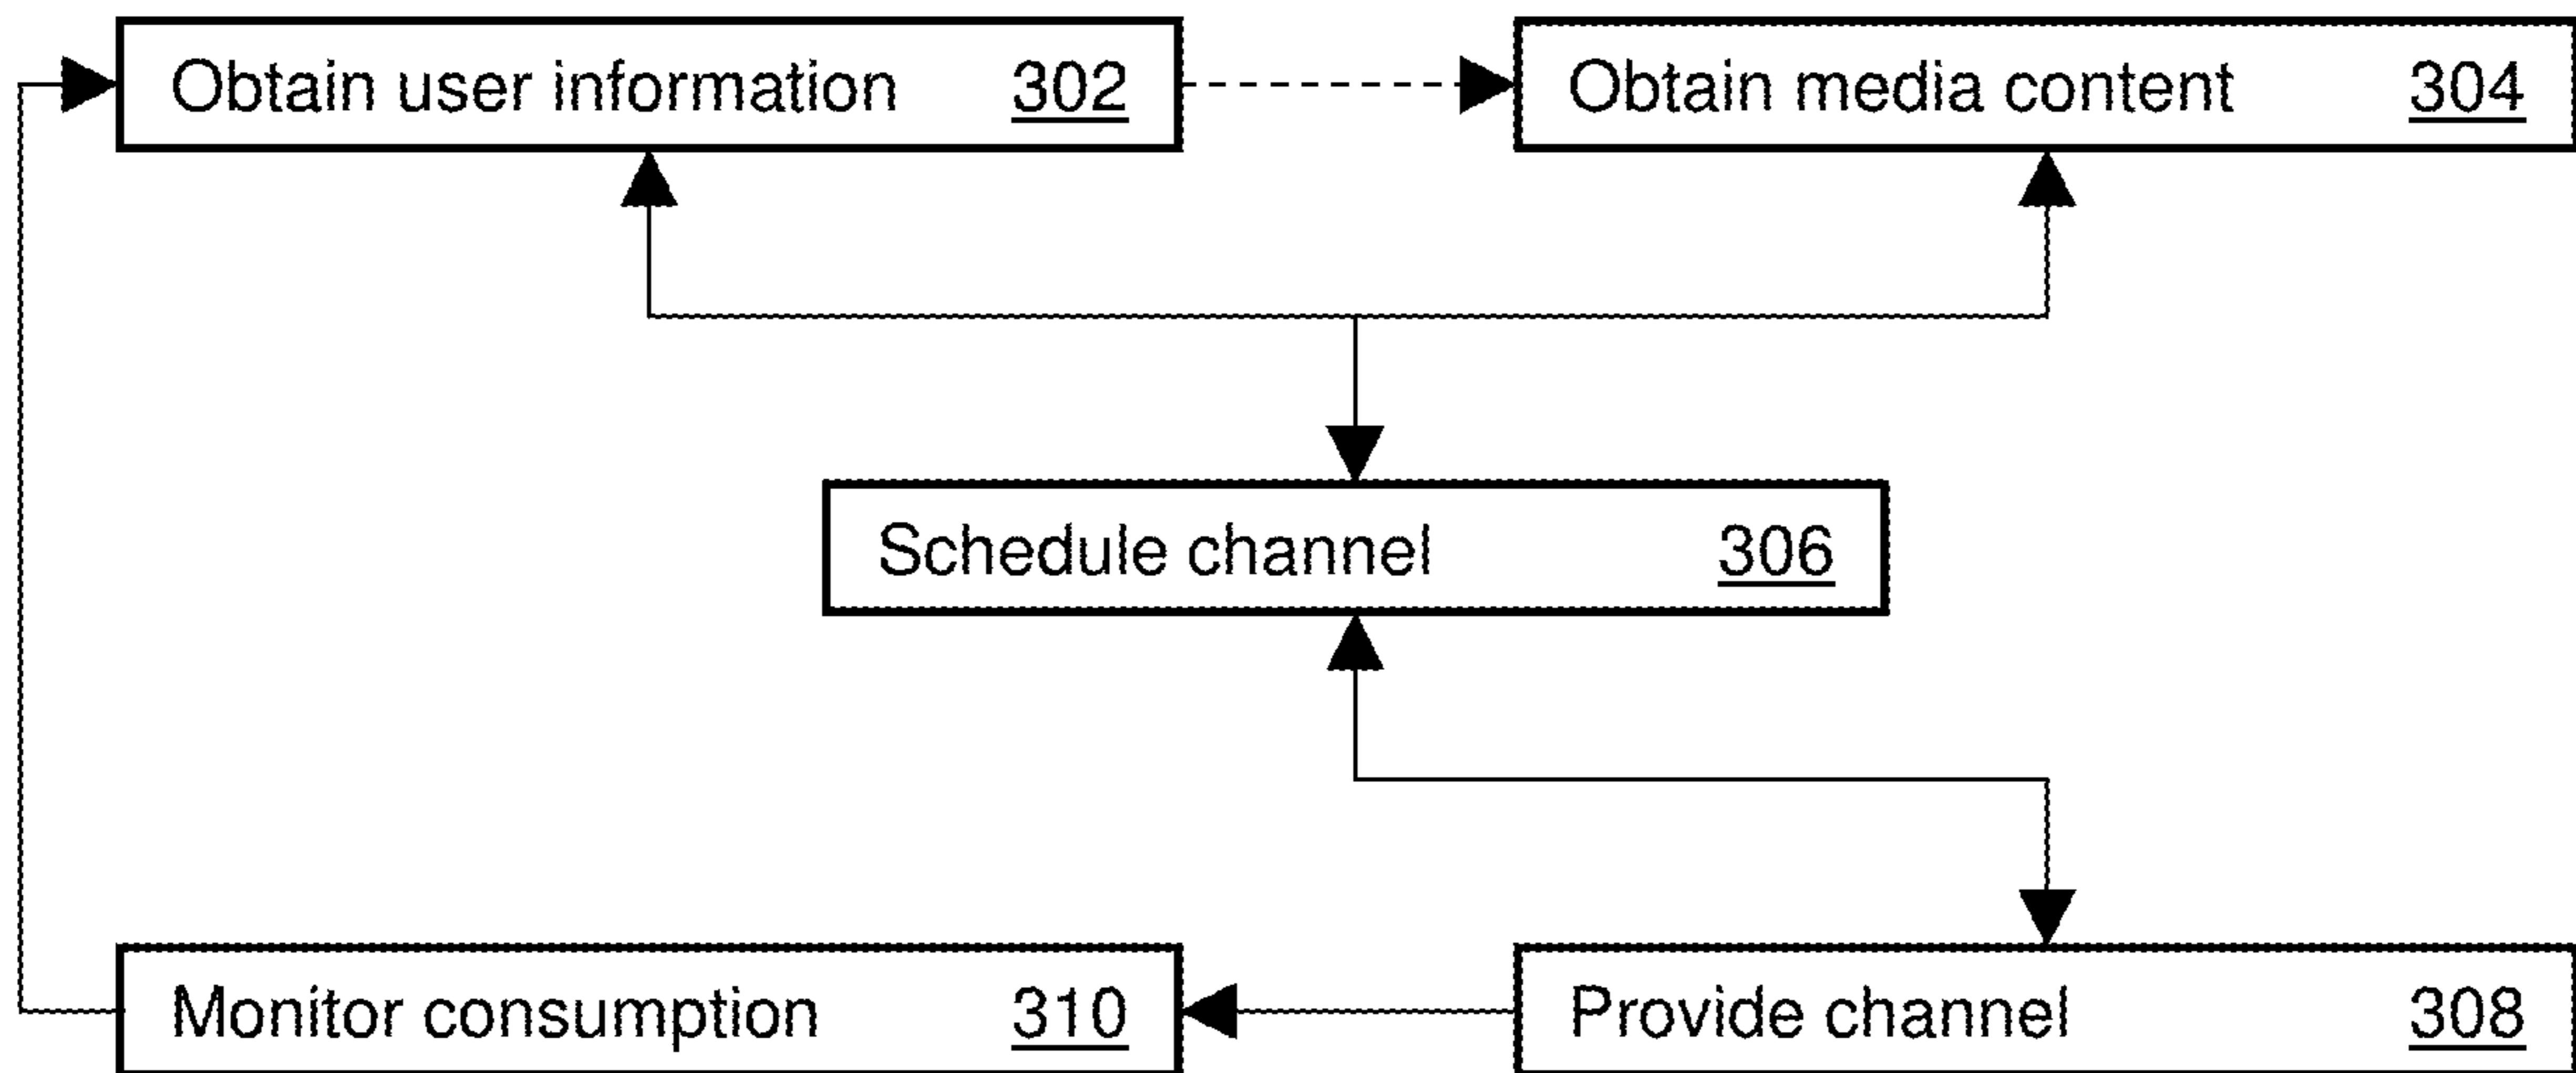 Obtain user information 302
Obtain media content 304
Schedule channel 306
Monitor consumption 310
Provide channel 308